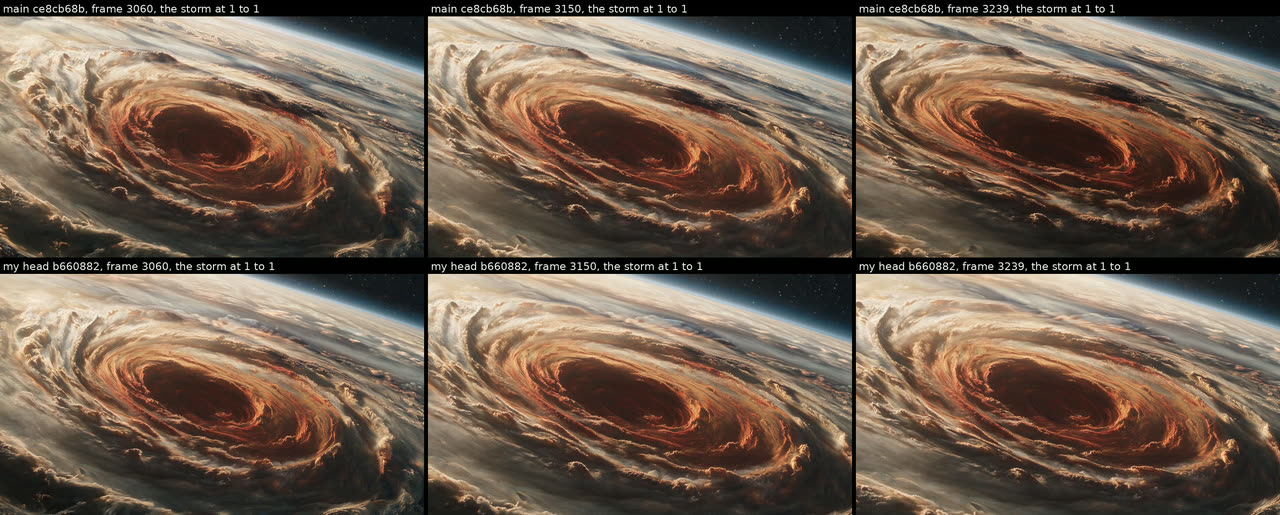 main ce8cb68b, frame 3060, the storm at 1 to 1
main ce8cb68b, frame 3150, the storm at 1 to 1
main ce8cb68b, frame 3239, the storm at 1 to 1
my head b660882, frame 3060, the storm at 1 to 1
my head b660882, frame 3150, the storm at 1 to 1
my head b660882, frame 3239, the storm at 1 to 1